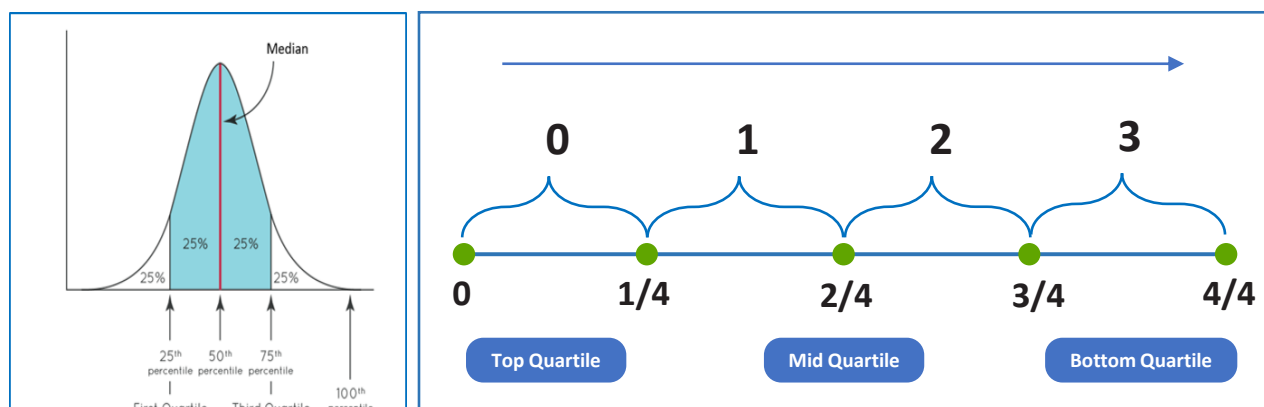 Median
25%
25%
25%
25%
25th
percentile
50th
percentile
75th
percentile
100th
0
1
2
3
0
1/4
2/4
3/4
4/4
Top Quartile
Mid Quartile
Bottom Quartile